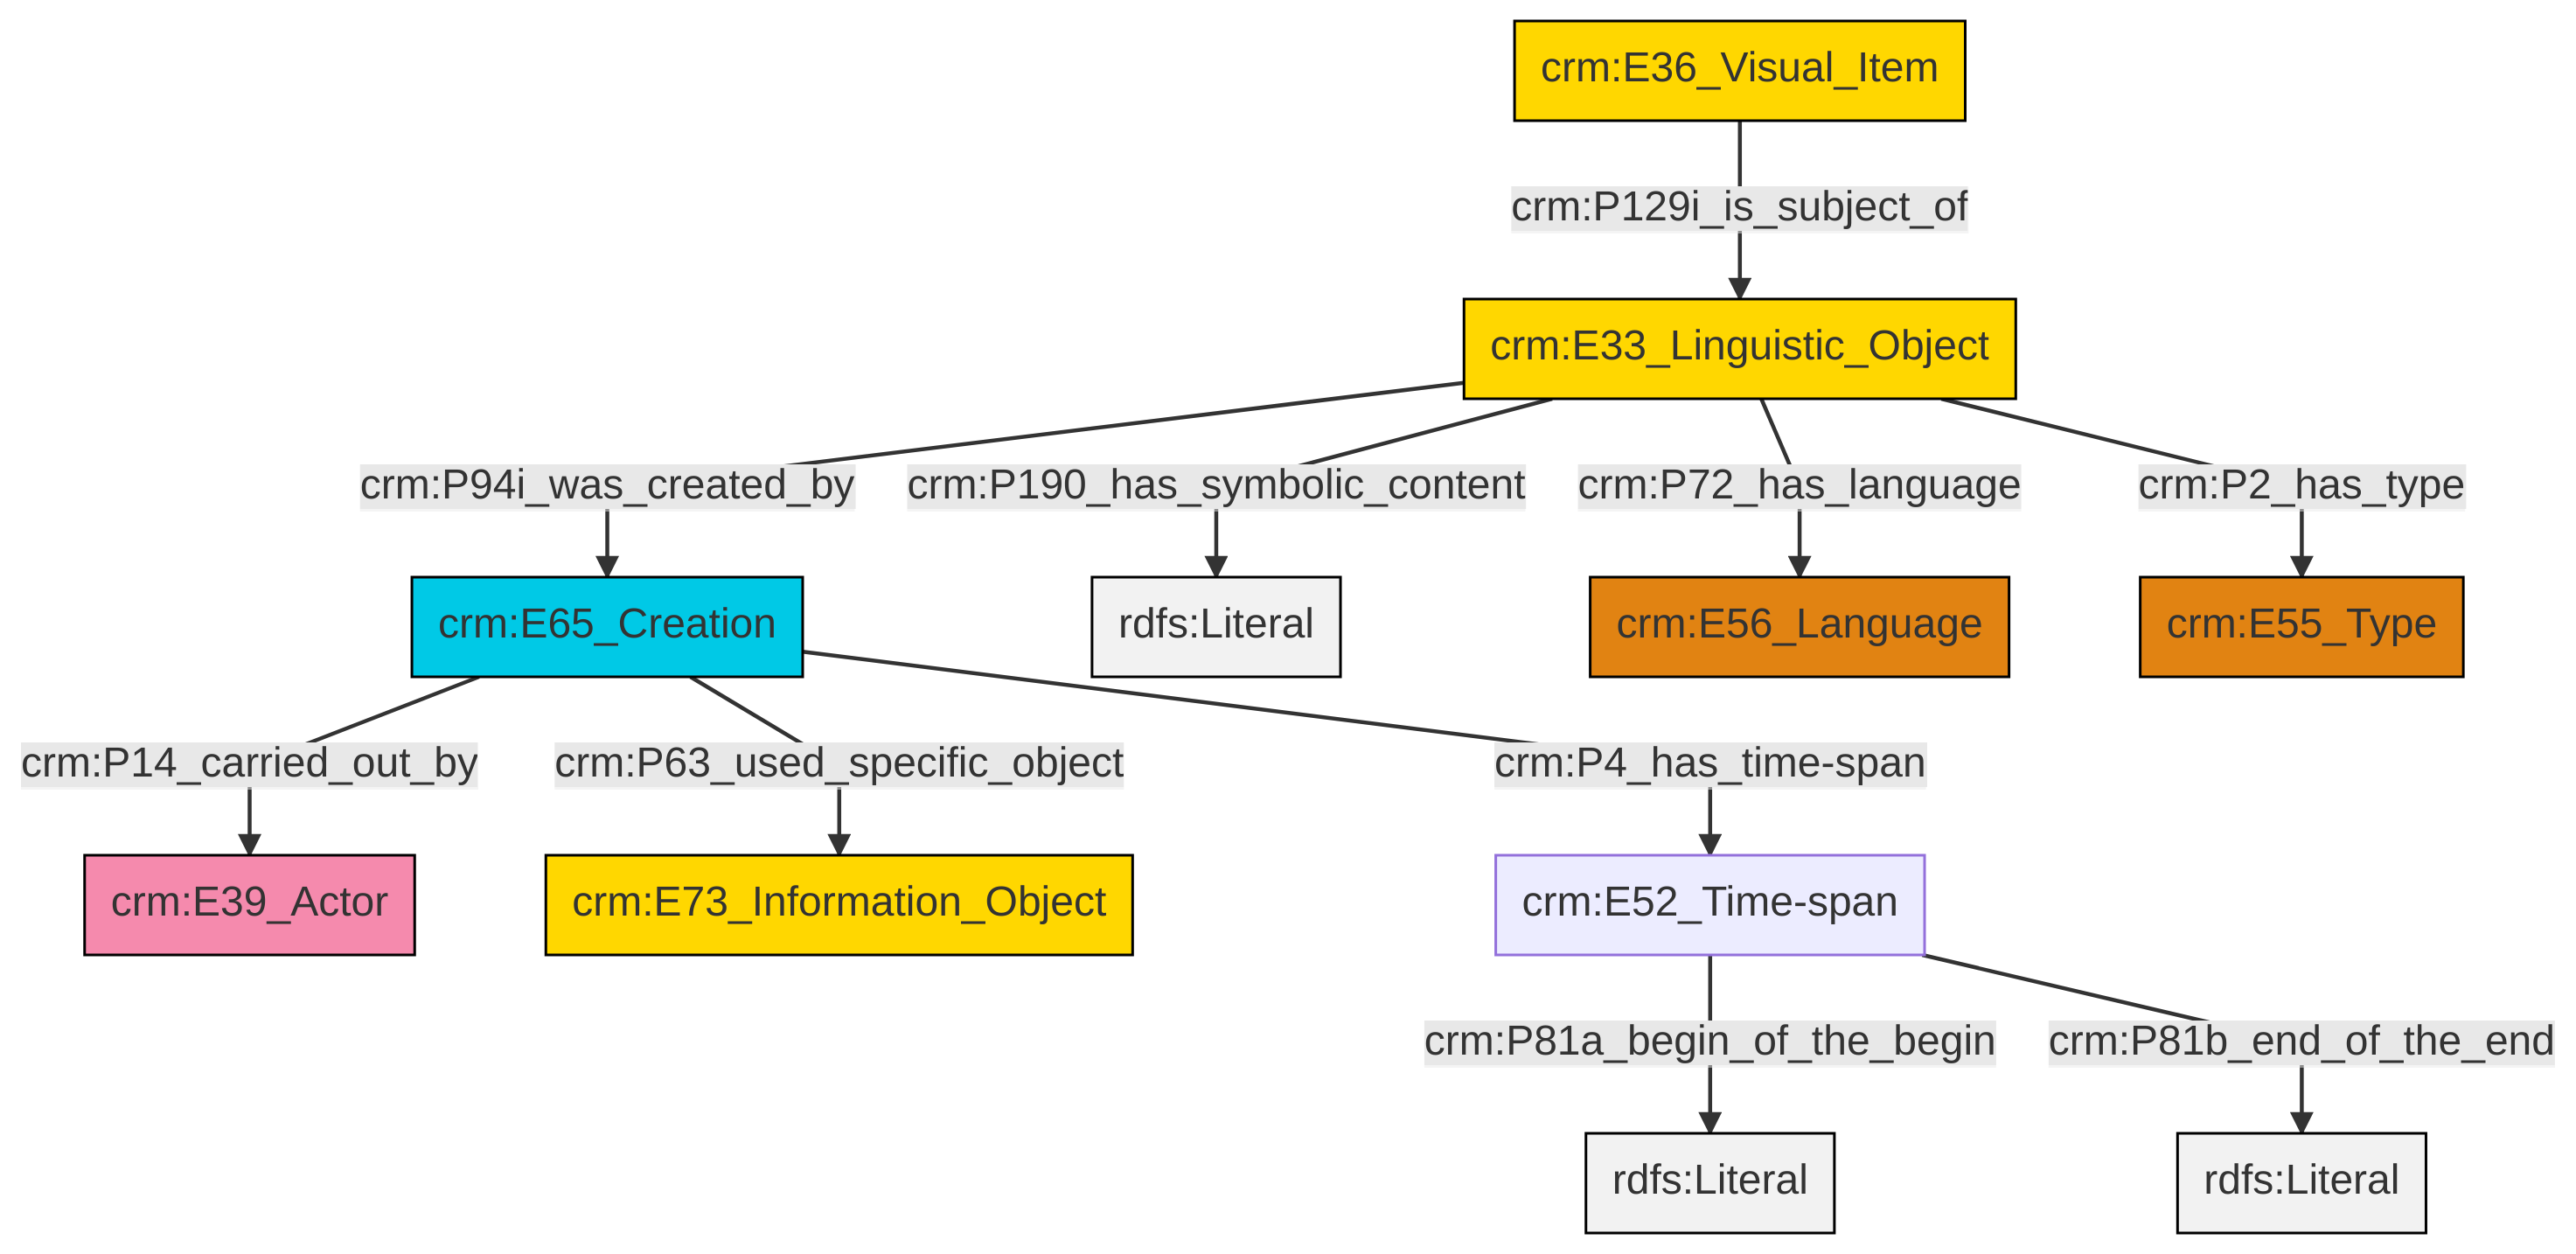 crm:E36_Visual_Item
crm:P129i_is_subject_of
crm:E33_Linguistic_Object
crm:P94i_was_created_by
crm:P190_has_symbolic_content
crm:P72_has_language
crm:P2_has_type
crm:E65_Creation
rdfs:Literal
crm:E56_Language
crm:E55_Type
crm:P14_carried_out_by
crm:P63_used_specific_object
crm:P4_has_time-span
crm:E39_Actor
crm:E73_Information_Object
crm:E52_Time-span
crm:P81a_begin_of_the_begin
crm:P81b_end_of_the_end
rdfs:Literal
rdfs:Literal